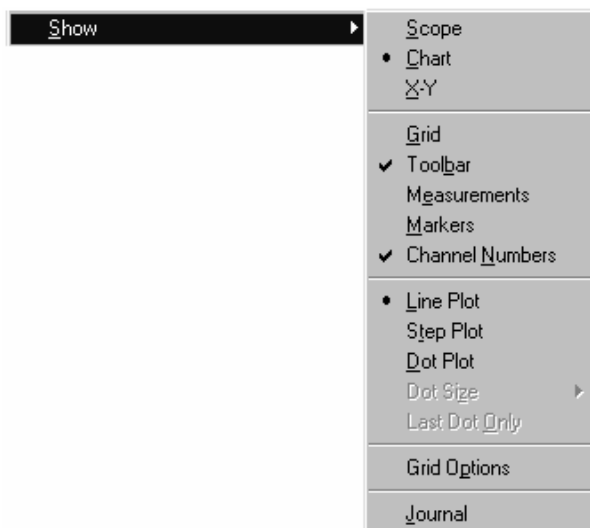 Show
Scope
Chart
X-Y
Grid
Toolbar
Measurements
Markers
Channel Numbers
Line Plot
Step Plot
Dot Plot
Dot Size
Last Dot Only
Grid Options
Journal